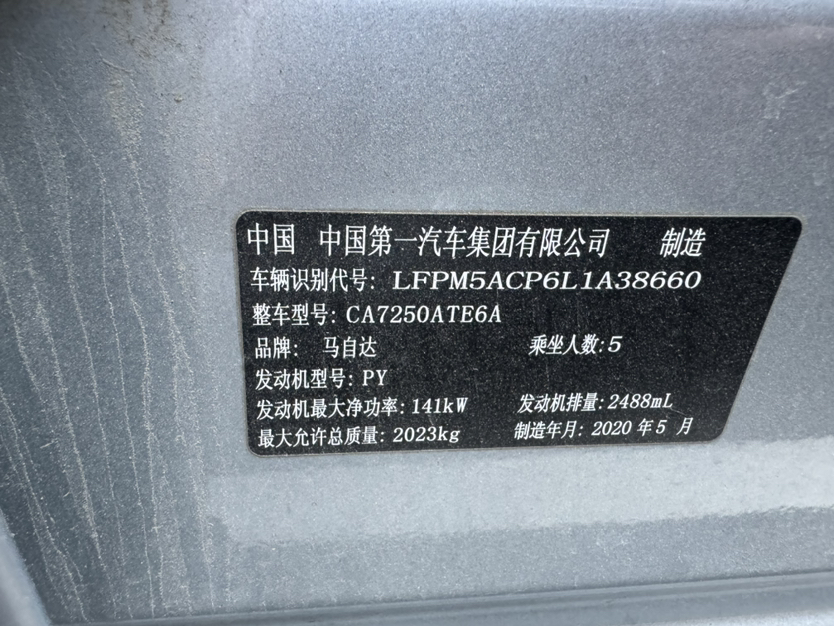 中国 中国第一汽车集团有限公司 制造
车辆识别代号: LFPM5ACP6L1A38660
整车型号: CA7250ATE6A
品牌: 马自达 乘坐人数:5
发动机型号: PY
发动机最大净功率: 141kW 发动机排量: 2488mL
最大允许总质量: 2023kg 制造年月: 2020 年 5 月